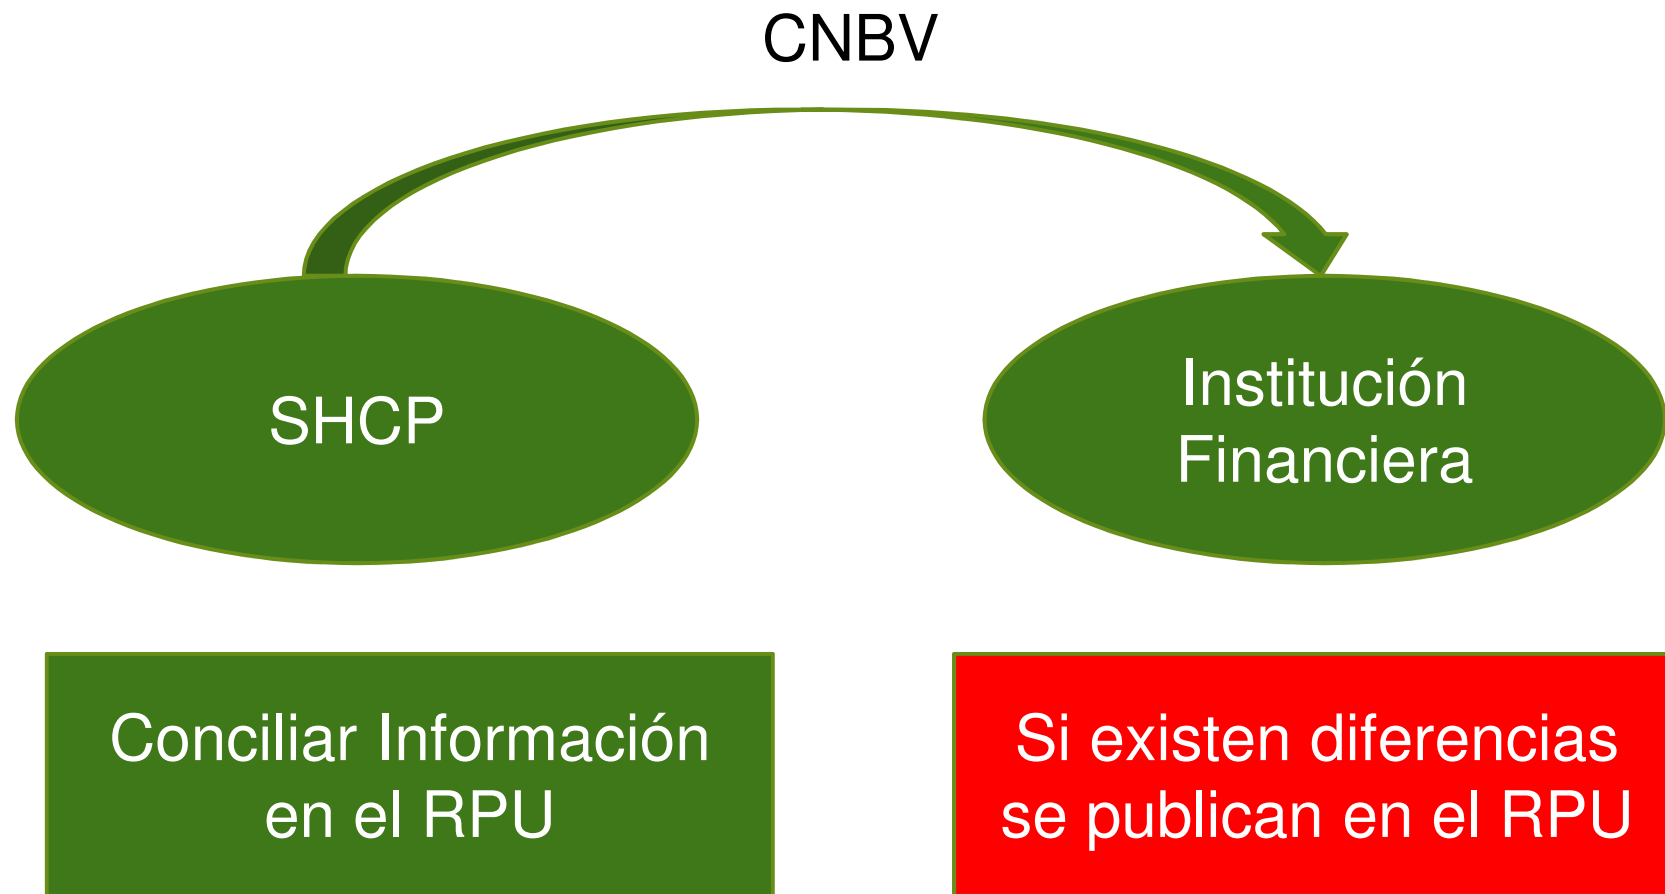 CNBV
SHCP
Institución
Financiera
Conciliar Información
en el RPU
Si existen diferencias
se publican en el RPU